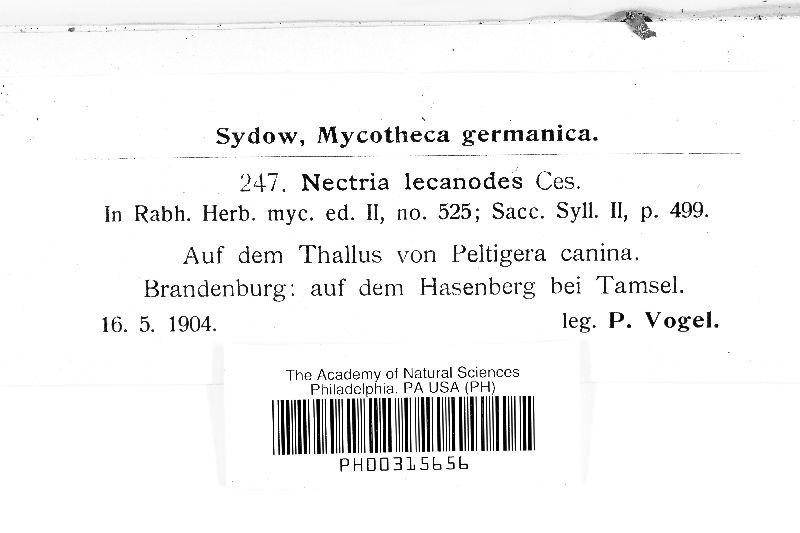 Sydow, Mycotheca germanica.
247. Nectria lecanodes Ces.
In Rabh. Herb. myc. ed. II, no. 525; Sacc. Syll. II, p. 499.
Auf dem Thallus von Peltigera canina.
Brandenburg: auf dem Hasenberg bei Tamsel.
16. 5. 1904. leg. P. Vogel.
The Academy of Natural Sciences
Philadelphia, PA USA (PH)
PH00315656